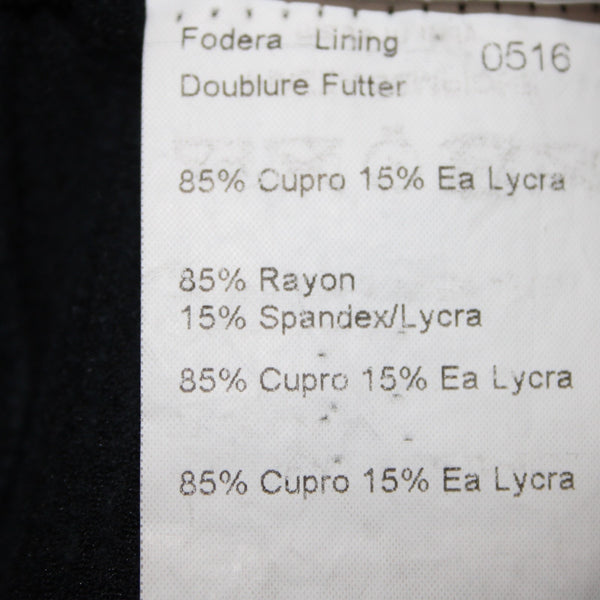 Fodera Lining 0516
Doublure Futter
85% Cupro 15% Ea Lycra
85% Rayon
15% Spandex/Lycra
85% Cupro 15% Ea Lycra
85% Cupro 15% Ea Lycra